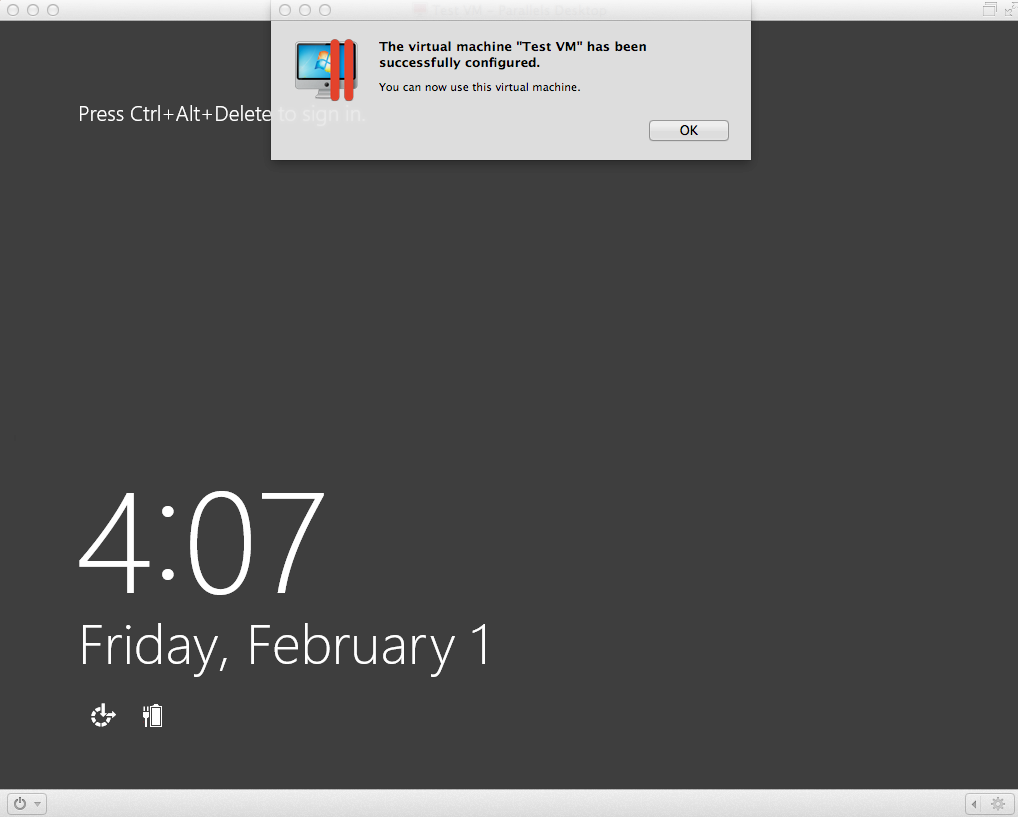 Test VM - Parallels Desktop
The virtual machine "Test VM" has been
successfully configured.
You can now use this virtual machine.
Press Ctrl+Alt+Delete to sign in.
OK
4:07
Friday, February 1